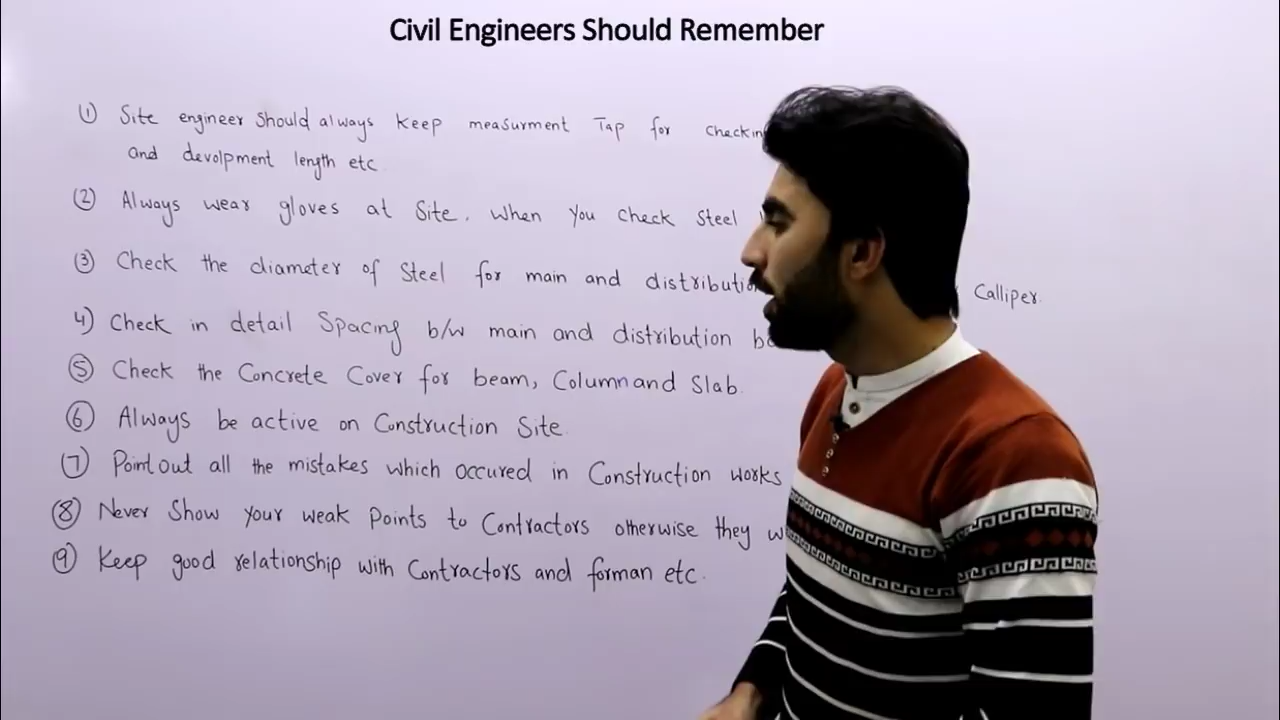 Civil Engineers Should Remember
① Site engineer should always keep measurment Tap for checkin
and devolpment length etc
② Always wear gloves at Site. when you check steel
③ Check the diameter of Steel for main and distributio Calliper.
4) Check in detail Spacing b/w main and distribution b
⑤ Check the Concrete Cover for beam, Column and Slab.
⑥ Always be active on Construction Site.
⑦ Point out all the mistakes which occured in Construction works
⑧ Never Show your weak Points to Contractors otherwise they w
⑨ Keep good relationship with Contractors and forman etc.